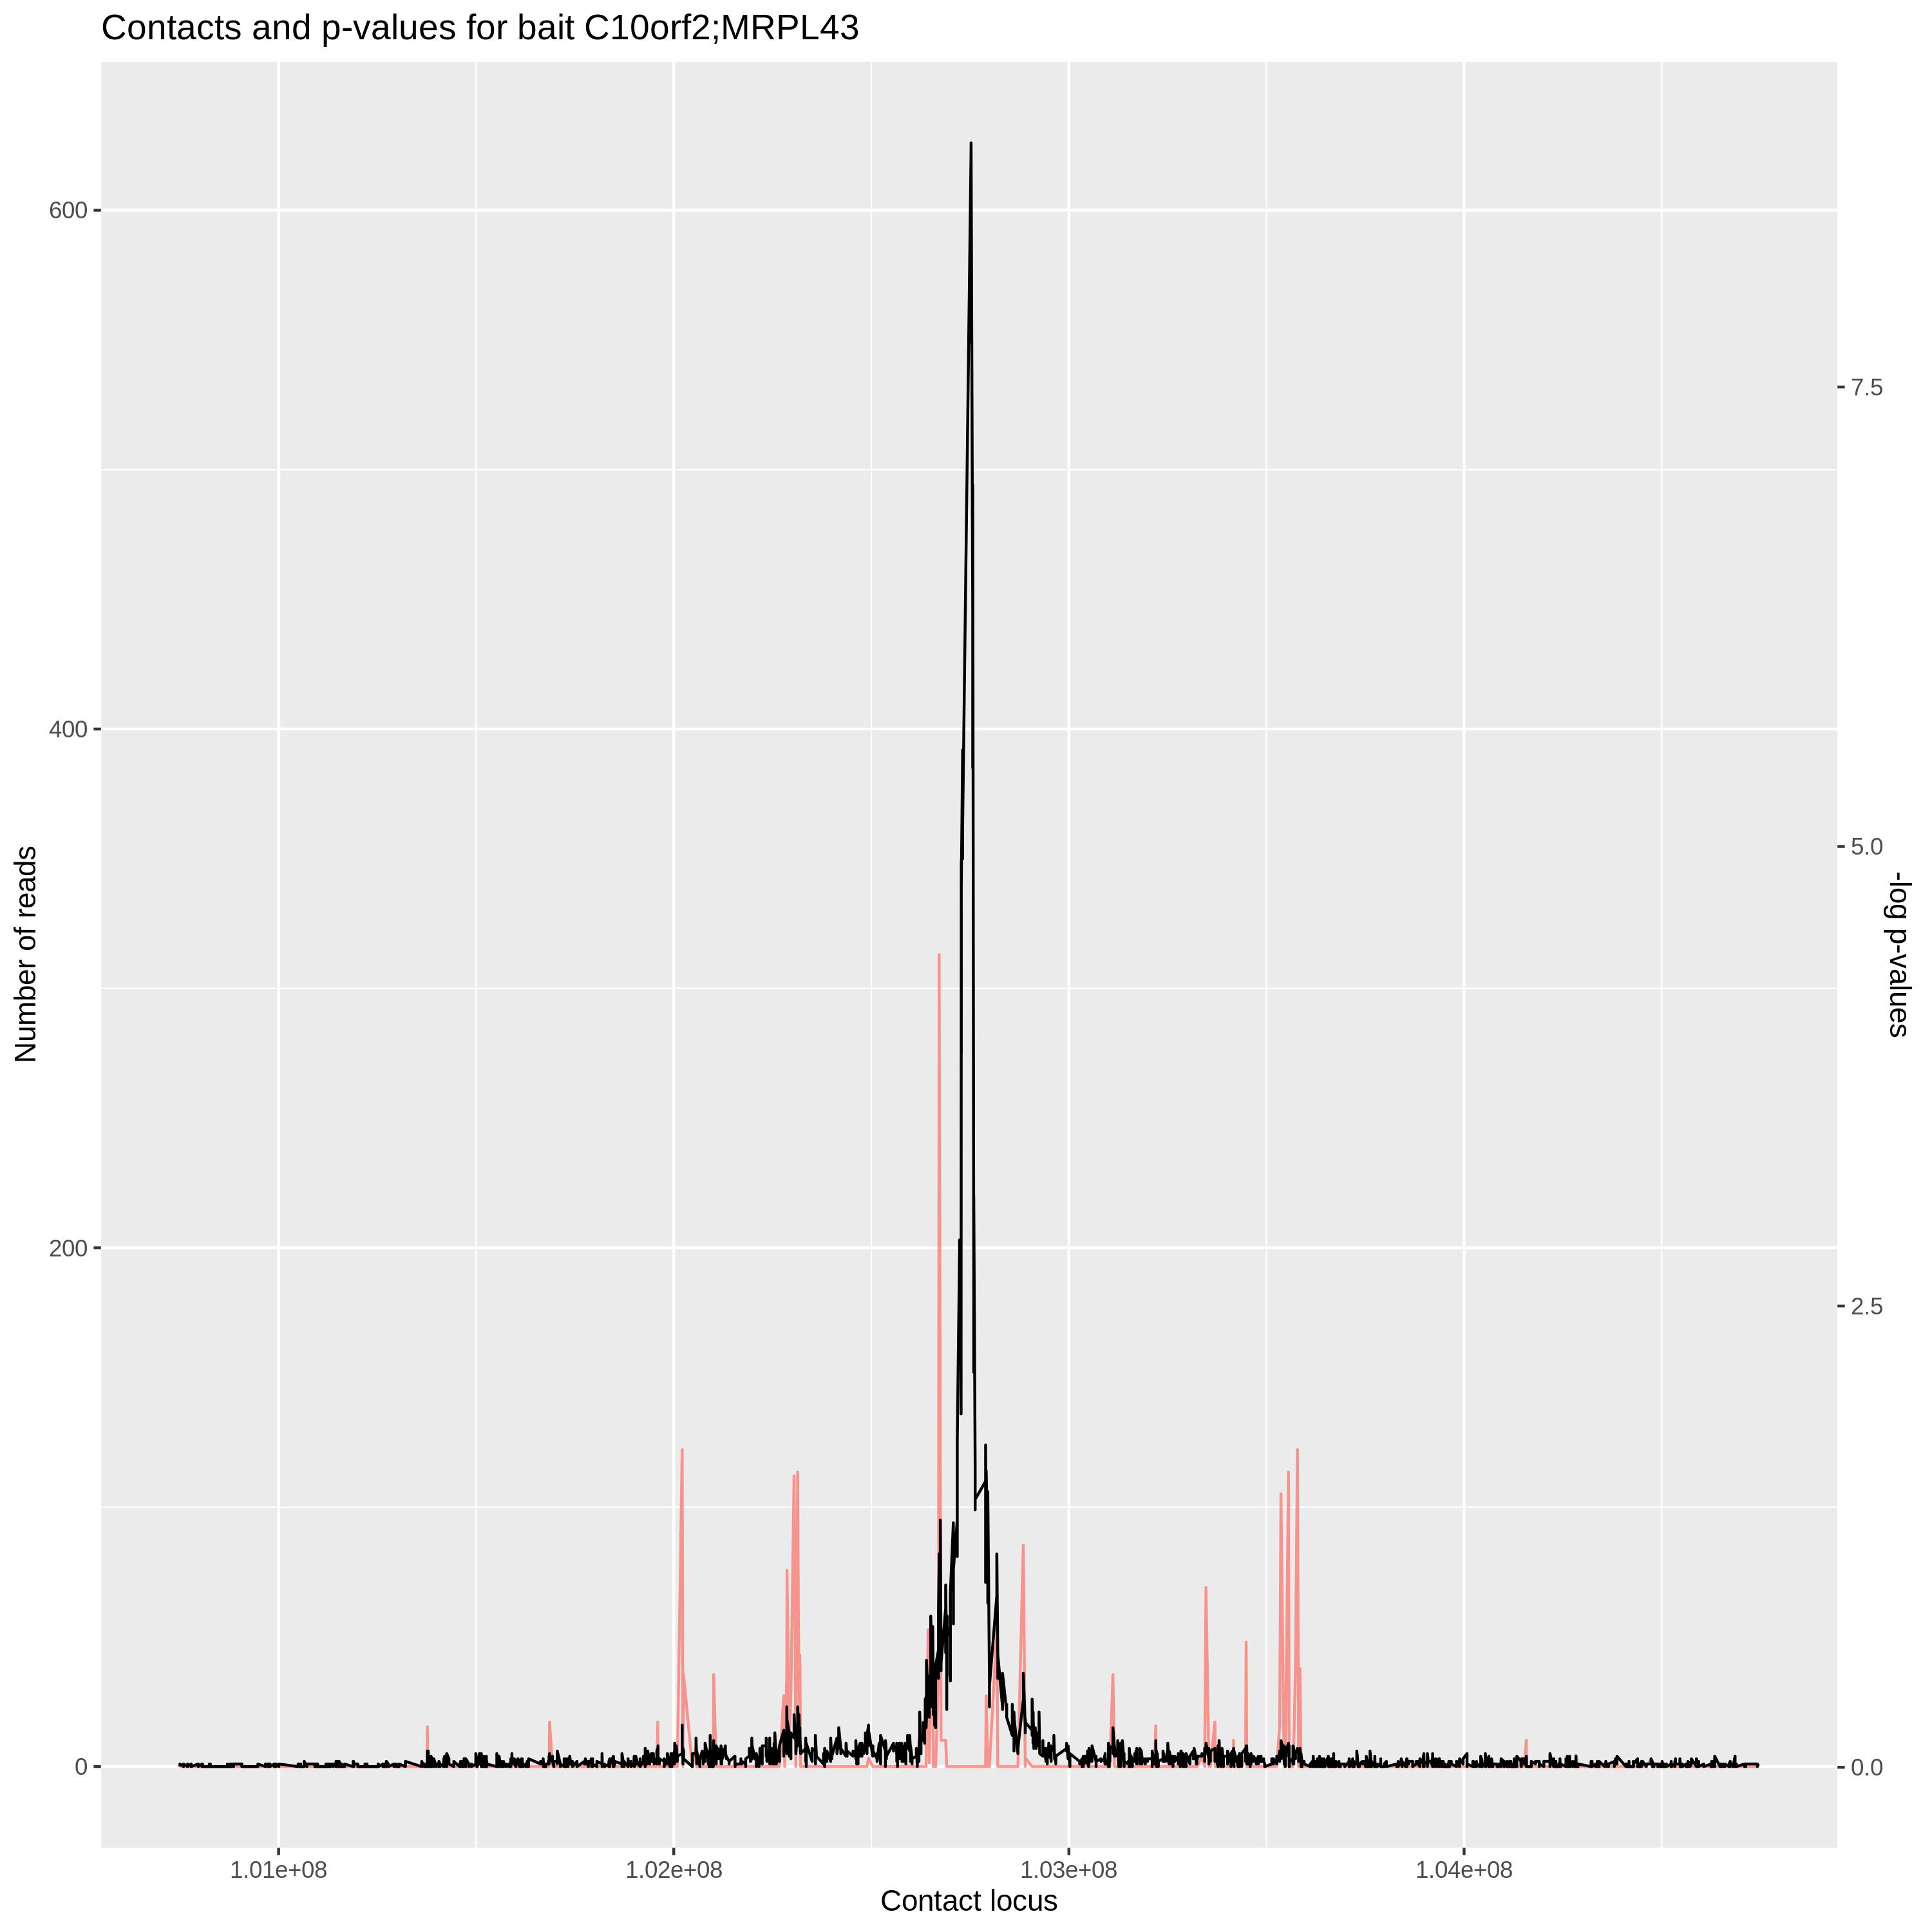 Contacts and p-values for bait C10orf2;MRPL43
600
400
200
0
7.5
5.0
2.5
0.0
Number of reads
-log p-values
1.01e+08 1.02e+08 1.03e+08 1.04e+08
Contact locus